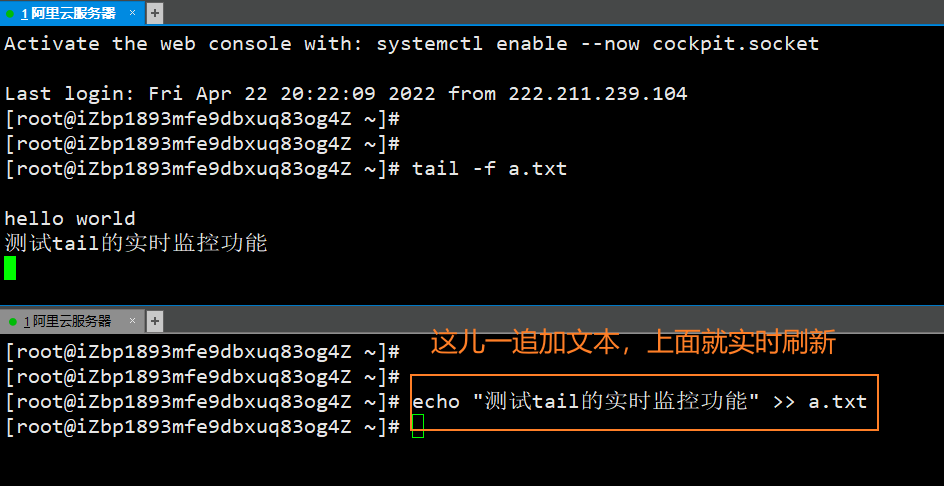 1 阿里云服务器 × +
Activate the web console with: systemctl enable --now cockpit.socket
Last login: Fri Apr 22 20:22:09 2022 from 222.211.239.104
[root@iZbp1893mfe9dbxuq83og4Z ~]#
[root@iZbp1893mfe9dbxuq83og4Z ~]#
[root@iZbp1893mfe9dbxuq83og4Z ~]# tail -f a.txt
hello world
测试tail的实时监控功能
1 阿里云服务器 × +
这儿一追加文本，上面就实时刷新
[root@iZbp1893mfe9dbxuq83og4Z ~]#
[root@iZbp1893mfe9dbxuq83og4Z ~]#
[root@iZbp1893mfe9dbxuq83og4Z ~]# echo "测试tail的实时监控功能" >> a.txt
[root@iZbp1893mfe9dbxuq83og4Z ~]#